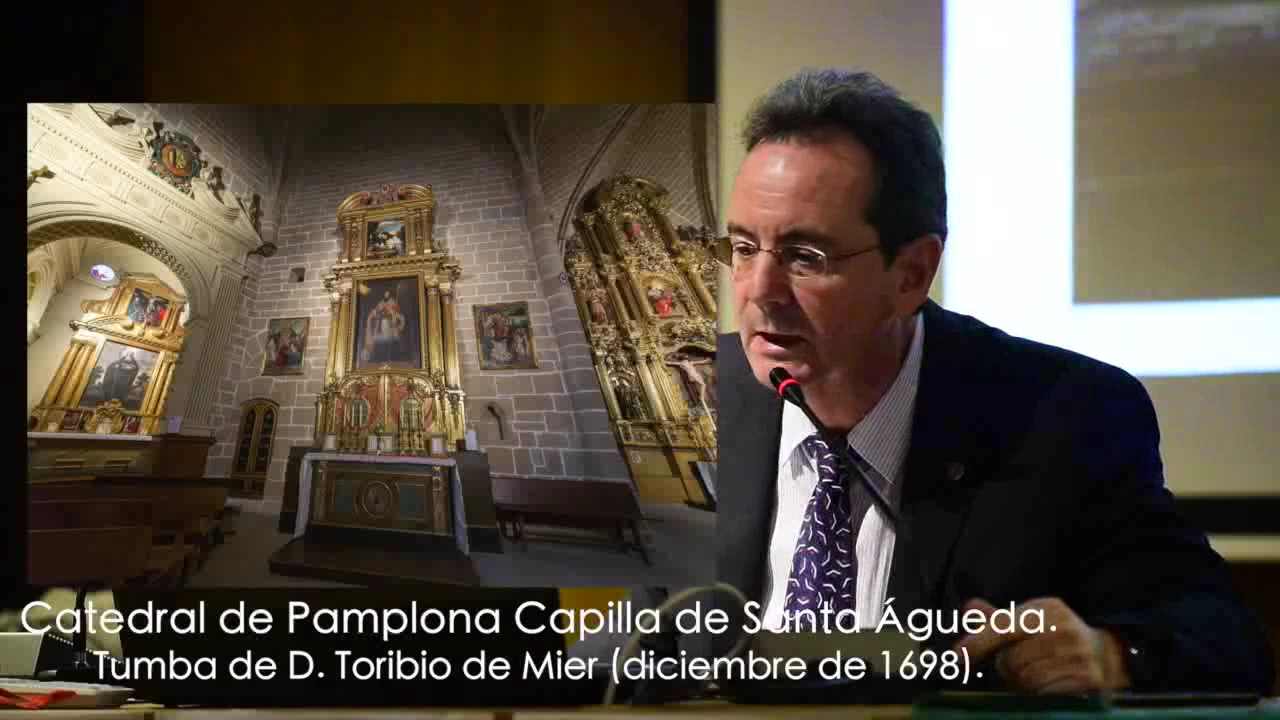 Catedral de Pamplona Capilla de Santa Águeda.
Tumba de D. Toribio de Mier (diciembre de 1698).